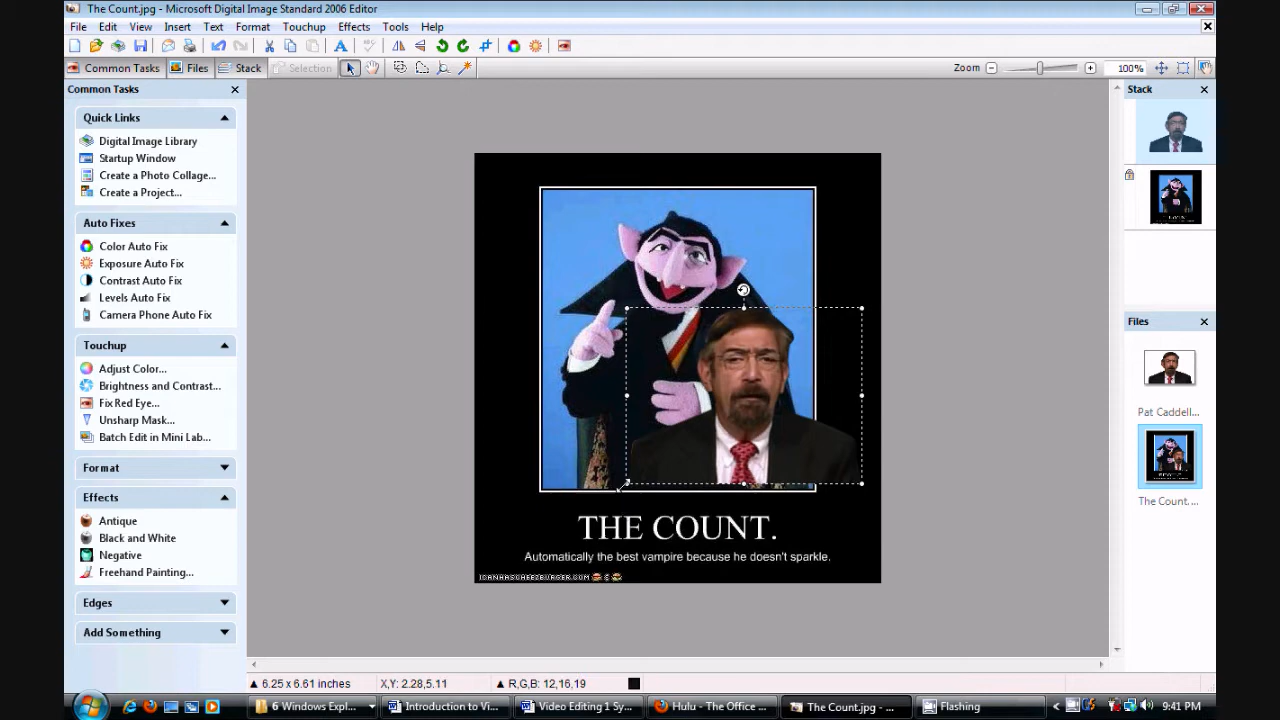 The Count.jpg - Microsoft Digital Image Standard 2006 Editor
File Edit View Insert Text Format Touchup Effects Tools Help
Common Tasks Files Stack Selection Zoom 100%
Common Tasks
Quick Links
Digital Image Library
Startup Window
Create a Photo Collage...
Create a Project...
Auto Fixes
Color Auto Fix
Exposure Auto Fix
Contrast Auto Fix
Levels Auto Fix
Camera Phone Auto Fix
Touchup
Adjust Color...
Brightness and Contrast...
Fix Red Eye...
Unsharp Mask...
Batch Edit in Mini Lab...
Format
Effects
Antique
Black and White
Negative
Freehand Painting...
Edges
Add Something
THE COUNT.
Automatically the best vampire because he doesn't sparkle.
ICANHASCHEEZBURGER.COM
Stack
Files
Pat Caddell...
The Count....
6.25 x 6.61 inches X,Y: 2.28,5.11 R,G,B: 12,16,19
6 Windows Expl... Introduction to Vi... Video Editing 1 Sy... Hulu - The Office ... The Count.jpg - ... Flashing 9:41 PM